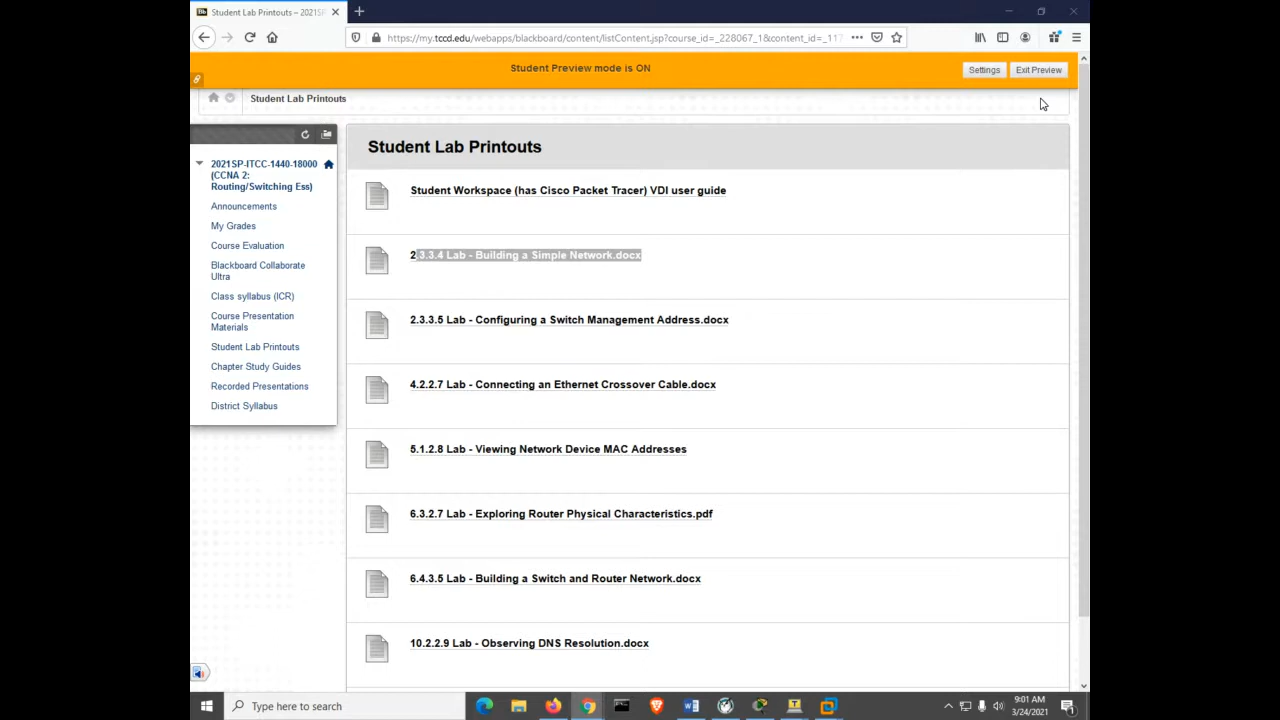 Student Lab Printouts – 2021SP
https://my.tccd.edu/webapps/blackboard/content/listContent.jsp?course_id=_228067_1&content_id=_117
Student Preview mode is ON
Settings
Exit Preview
Student Lab Printouts
2021SP-ITCC-1440-18000
(CCNA 2:
Routing/Switching Ess)
Announcements
My Grades
Course Evaluation
Blackboard Collaborate
Ultra
Class syllabus (ICR)
Course Presentation
Materials
Student Lab Printouts
Chapter Study Guides
Recorded Presentations
District Syllabus
Student Lab Printouts
Student Workspace (has Cisco Packet Tracer) VDI user guide
2.3.3.4 Lab - Building a Simple Network.docx
2.3.3.5 Lab - Configuring a Switch Management Address.docx
4.2.2.7 Lab - Connecting an Ethernet Crossover Cable.docx
5.1.2.8 Lab - Viewing Network Device MAC Addresses
6.3.2.7 Lab - Exploring Router Physical Characteristics.pdf
6.4.3.5 Lab - Building a Switch and Router Network.docx
10.2.2.9 Lab - Observing DNS Resolution.docx
Type here to search
9:01 AM
3/24/2021